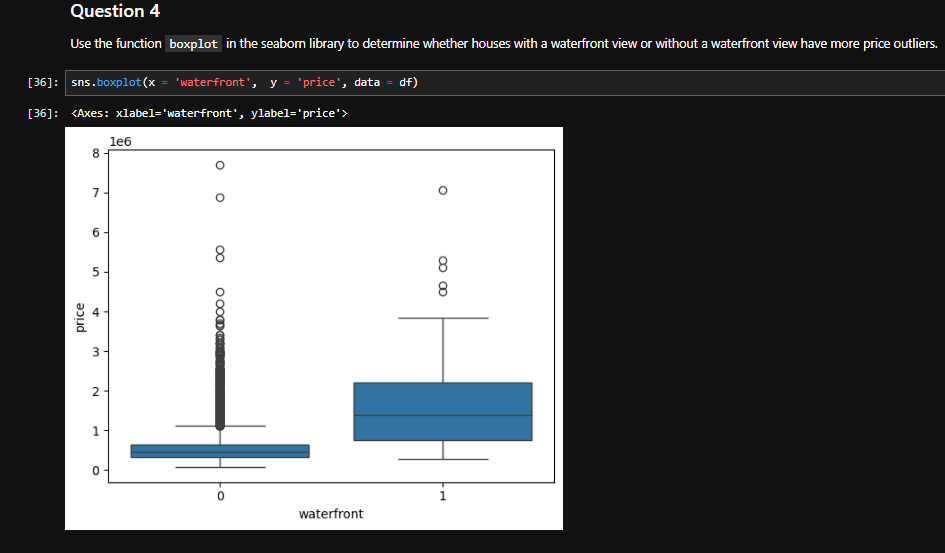 Question 4
Use the function boxplot in the seaborn library to determine whether houses with a waterfront view or without a waterfront view have more price outliers.
[36]: sns.boxplot(x = 'waterfront',  y = 'price', data = df)
[36]: <Axes: xlabel='waterfront', ylabel='price'>
1e6
8
7
6
5
4
3
2
1
0
price
0 1
waterfront